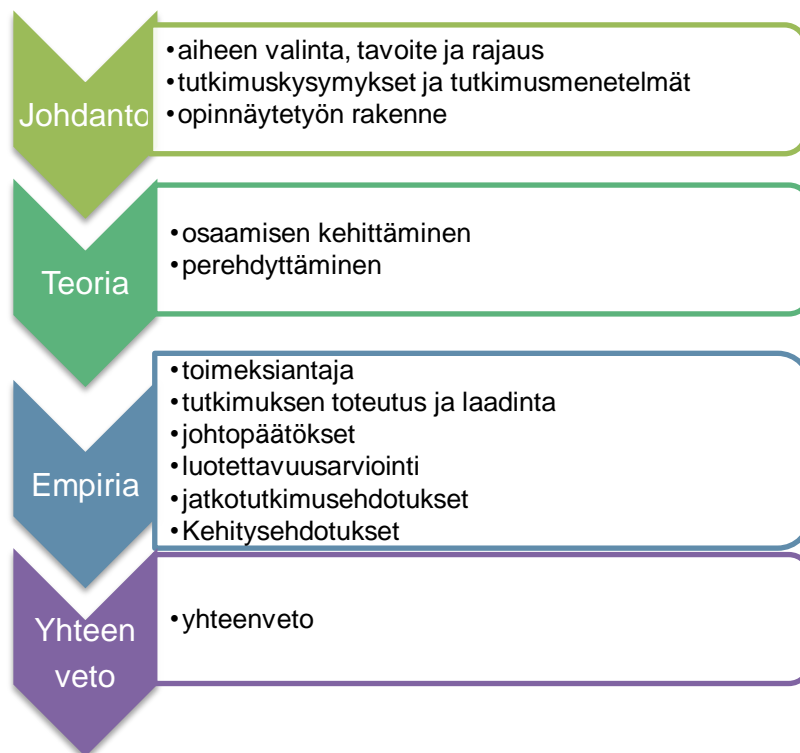 Johdanto
•aiheen valinta, tavoite ja rajaus
•tutkimuskysymykset ja tutkimusmenetelmät
•opinnäytetyön rakenne
Teoria
•osaamisen kehittäminen
•perehdyttäminen
Empiria
•toimeksiantaja
•tutkimuksen toteutus ja laadinta
•johtopäätökset
•luotettavuusarviointi
•jatkotutkimusehdotukset
•Kehitysehdotukset
Yhteen
veto
•yhteenveto